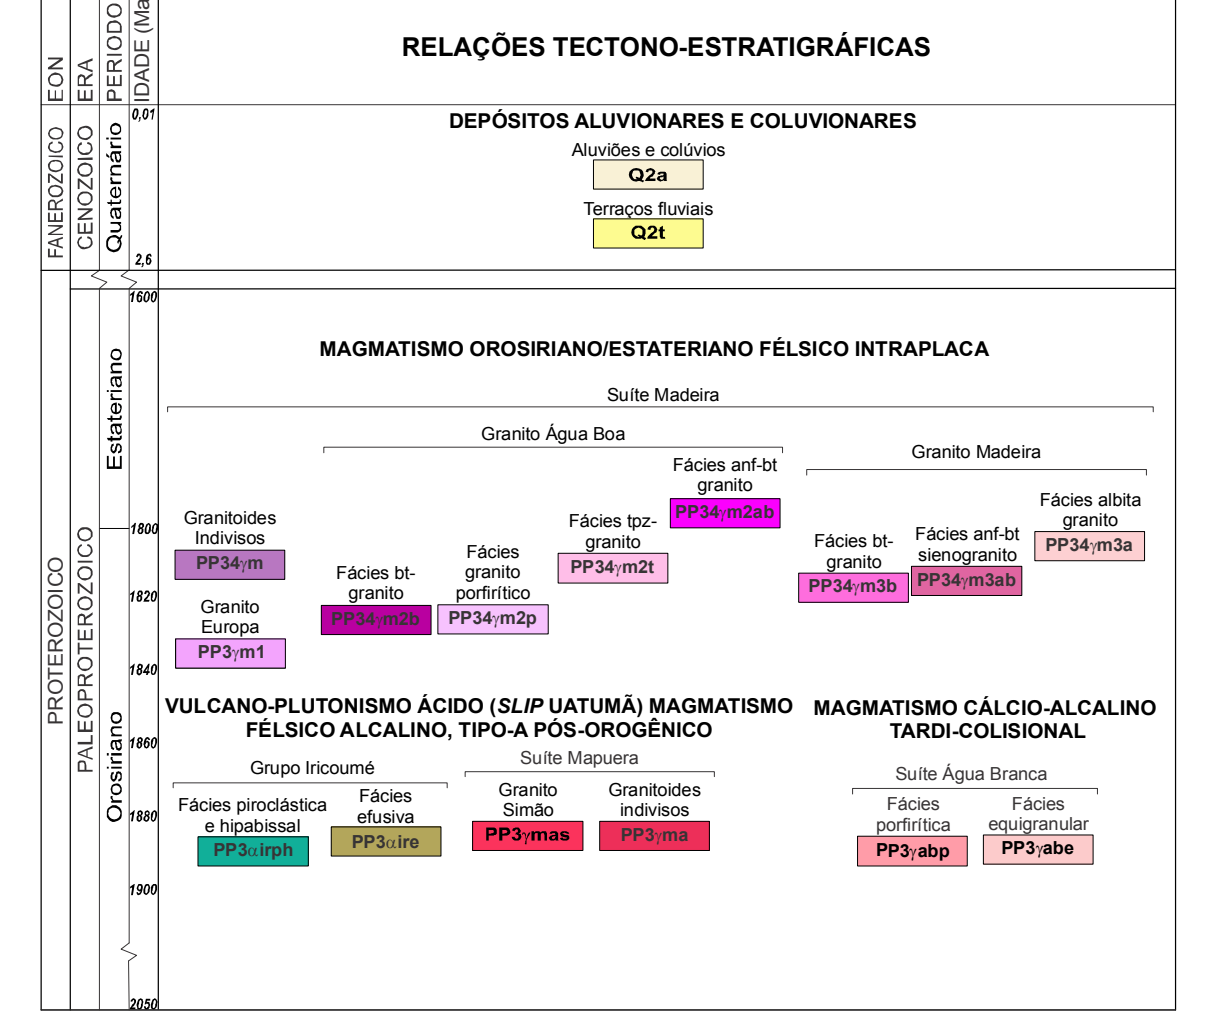 EON
ERA
PERIODO
IDADE (Ma
RELAÇÕES TECTONO-ESTRATIGRÁFICAS
FANEROZOICO
CENOZOICO
Quaternário
0,01
2,6
DEPÓSITOS ALUVIONARES E COLUVIONARES
Aluviões e colúvios
Q2a
Terraços fluviais
Q2t
PROTEROZOICO
PALEOPROTEROZOICO
Estateriano
Orosiriano
1600
1800
1820
1840
1860
1880
1900
2050
MAGMATISMO OROSIRIANO/ESTATERIANO FÉLSICO INTRAPLACA
Suíte Madeira
Granitoides
Indivisos
PP34γm
Granito
Europa
PP3γm1
Granito Água Boa
Fácies bt-
granito
PP34γm2b
Fácies
granito
porfirítico
PP34γm2p
Fácies tpz-
granito
PP34γm2t
Fácies anf-bt
granito
PP34γm2ab
Granito Madeira
Fácies bt-
granito
PP34γm3b
Fácies anf-bt
sienogranito
PP34γm3ab
Fácies albita
granito
PP34γm3a
VULCANO-PLUTONISMO ÁCIDO (SLIP UATUMÃ) MAGMATISMO
FÉLSICO ALCALINO, TIPO-A PÓS-OROGÊNICO
Grupo Iricoumé
Fácies piroclástica
e hipabissal
PP3αirph
Fácies
efusiva
PP3αire
Suíte Mapuera
Granito
Simão
PP3γmas
Granitoides
indivisos
PP3γma
MAGMATISMO CÁLCIO-ALCALINO
TARDI-COLISIONAL
Suíte Água Branca
Fácies
porfirítica
PP3γabp
Fácies
equigranular
PP3γabe